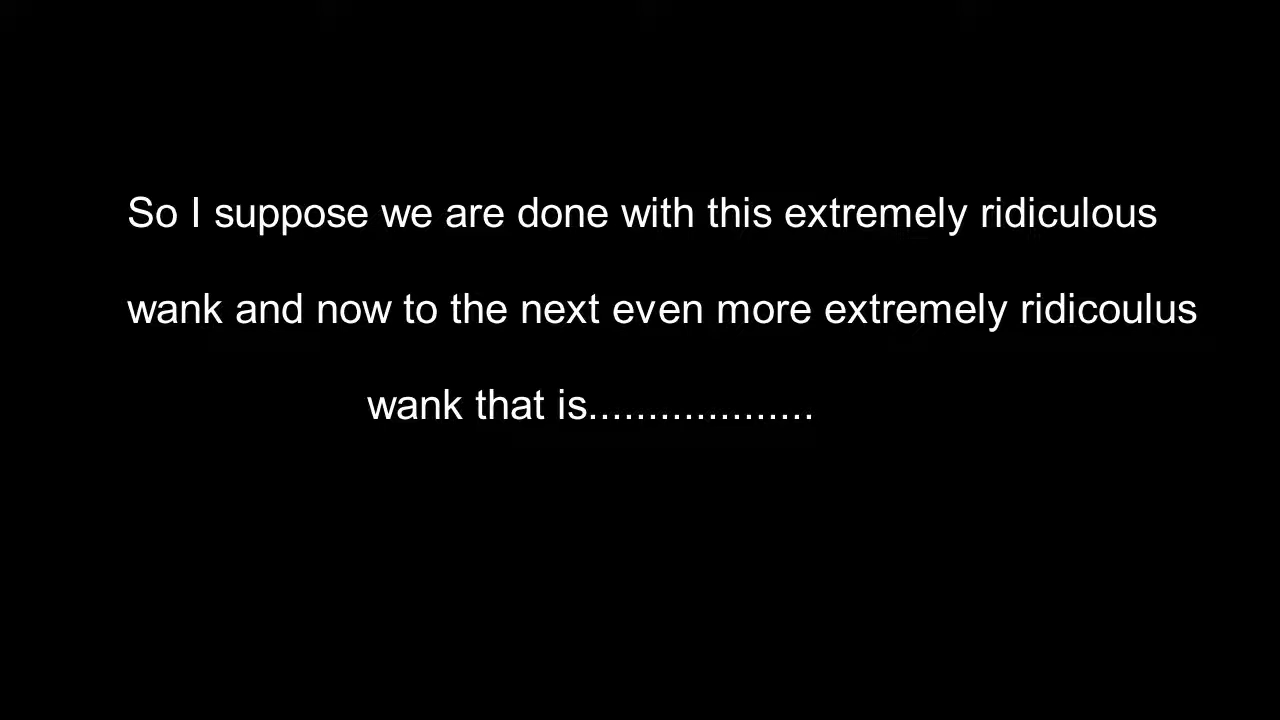 So I suppose we are done with this extremely ridiculous
wank and now to the next even more extremely ridicoulus
wank that is...................